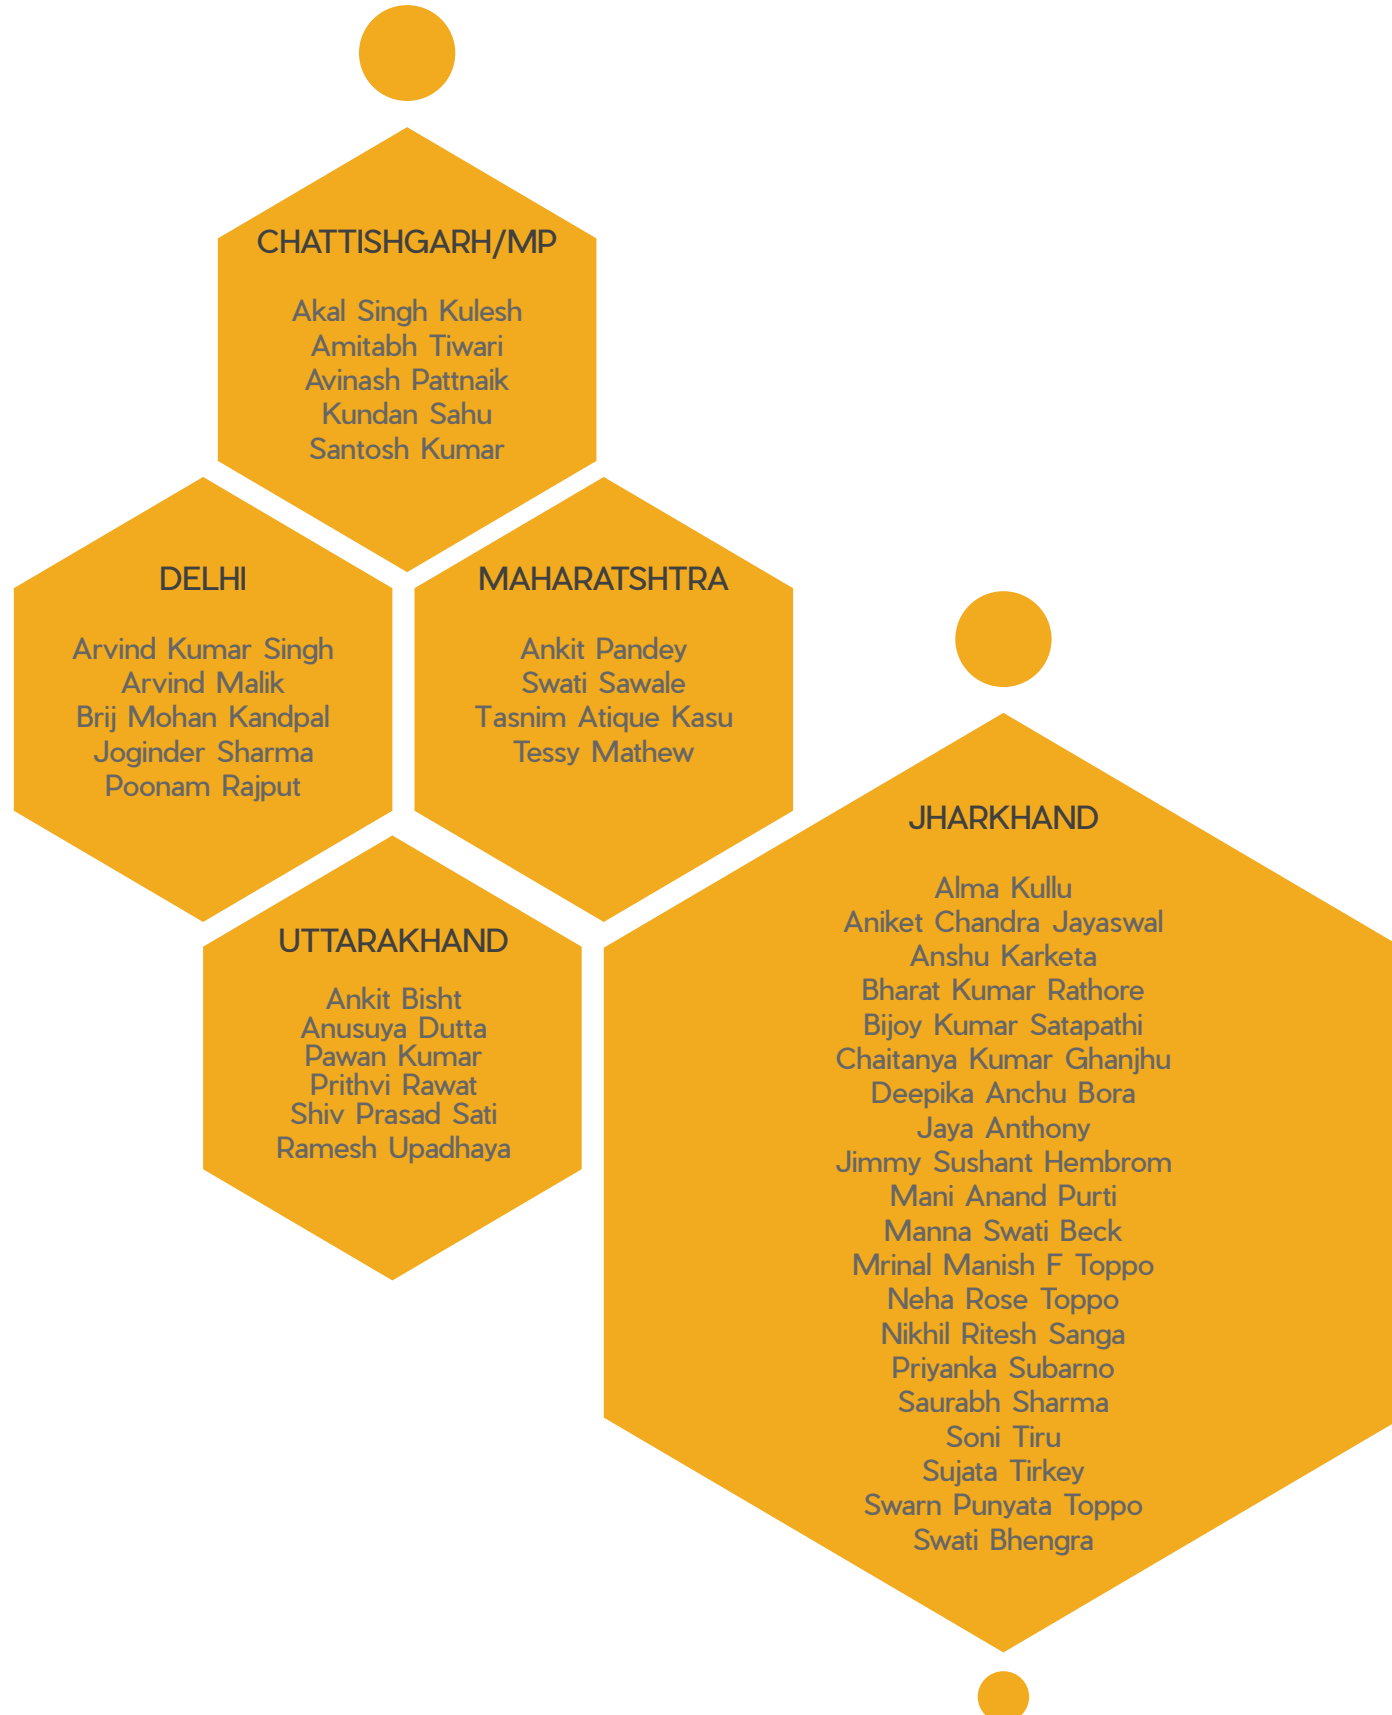 CHATTISHGARH/MP
Akal Singh Kulesh
Amitabh Tiwari
Avinash Pattnaik
Kundan Sahu
Santosh Kumar
DELHI
Arvind Kumar Singh
Arvind Malik
Brij Mohan Kandpal
Joginder Sharma
Poonam Rajput
MAHARATSHTRA
Ankit Pandey
Swati Sawale
Tasnim Atique Kasu
Tessy Mathew
UTTARAKHAND
Ankit Bisht
Anusuya Dutta
Pawan Kumar
Prithvi Rawat
Shiv Prasad Sati
Ramesh Upadhaya
JHARKHAND
Alma Kullu
Aniket Chandra Jayaswal
Anshu Karketa
Bharat Kumar Rathore
Bijoy Kumar Satapathi
Chaitanya Kumar Ghanjhu
Deepika Anchu Bora
Jaya Anthony
Jimmy Sushant Hembrom
Mani Anand Purti
Manna Swati Beck
Mrinal Manish F Toppo
Neha Rose Toppo
Nikhil Ritesh Sanga
Priyanka Subarno
Saurabh Sharma
Soni Tiru
Sujata Tirkey
Swarn Punyata Toppo
Swati Bhengra